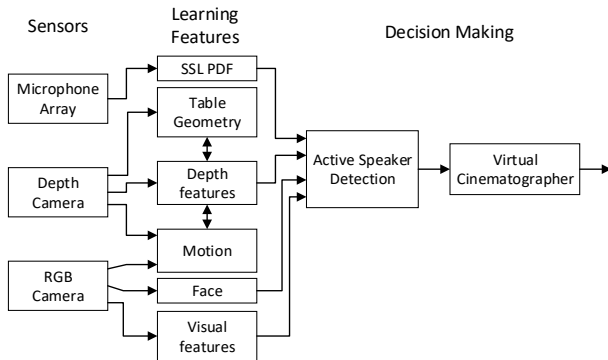 Sensors
Learning
Features
Decision Making
Microphone
Array
SSL PDF
Table
Geometry
Depth
Camera
Depth
features
Active Speaker
Detection
Virtual
Cinematographer
Motion
RGB
Camera
Face
Visual
features